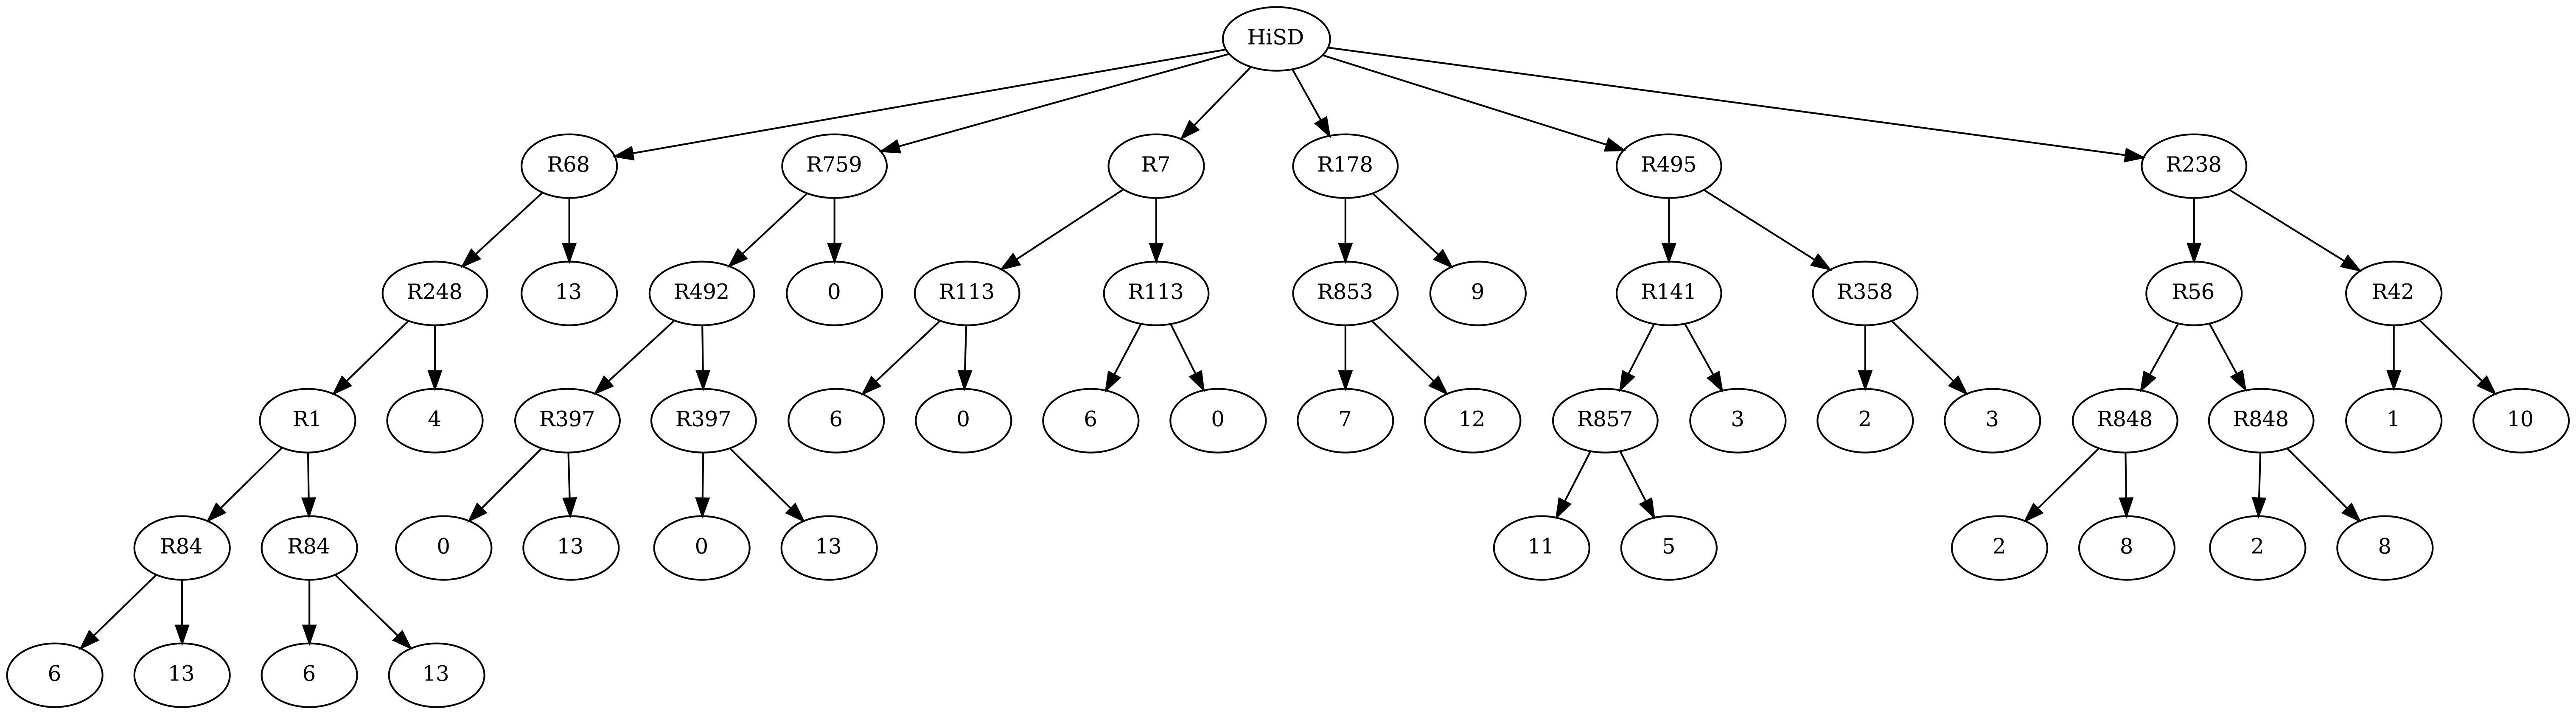 HiSD
R68 R759 R7 R178 R495 R238
R248 13 R492 0 R113 R113 R853 9 R141 R358 R56 R42
R1 4 R397 R397 6 0 6 0 7 12 R857 3 2 3 R848 R848 1 10
R84 R84 0 13 0 13 11 5 2 8 2 8
6 13 6 13